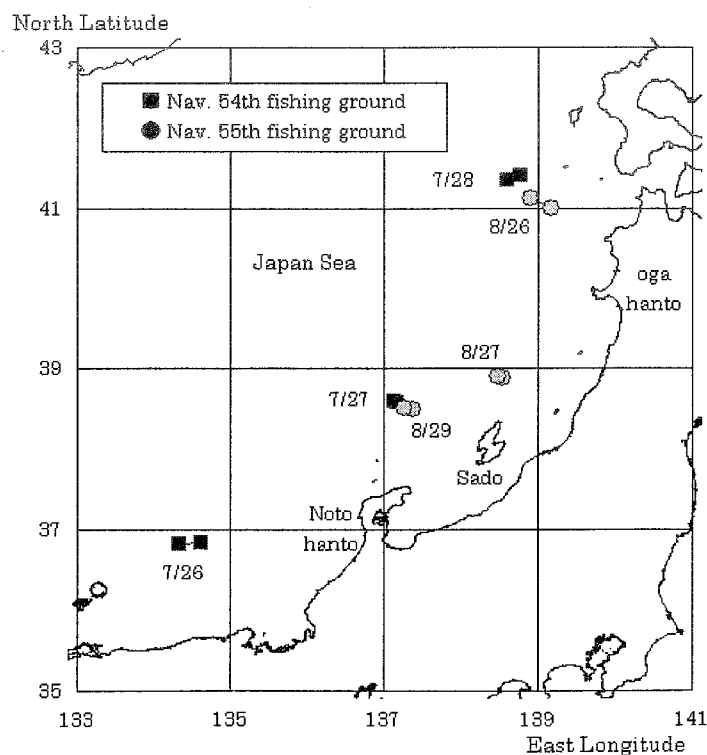 North Latitude
43
Nav. 54th fishing ground
Nav. 55th fishing ground
7/28
41
8/26
Japan Sea
oga
hanto
8/27
39
7/27
8/29
Sado
Noto
hanto
37
7/26
35
133
135
137
139
141
East Longitude